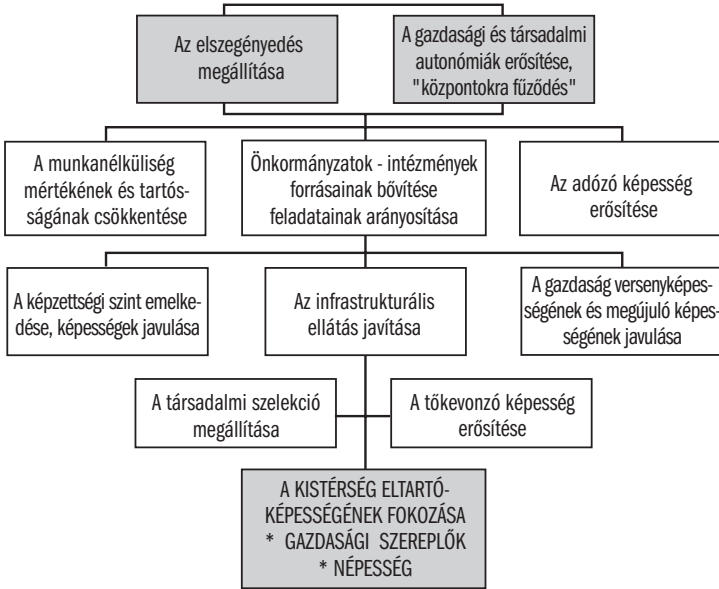 Az elszegényedés
megállítása
A gazdasági és társadalmi
autonómiák erősítése,
"központokra fűződés"
A munkanélküliség
mértékének és tartós-
ságának csökkentése
Önkormányzatok - intézmények
forrásainak bővítése
feladatainak arányosítása
Az adózó képesség
erősítése
A képzettségi szint emelke-
dése, képességek javulása
Az infrastrukturális
ellátás javítása
A gazdaság versenyképes-
ségének és megújuló képes-
ségének javulása
A társadalmi szelekció
megállítása
A tőkevonzó képesség
erősítése
A KISTÉRSÉG ELTARTÓ-
KÉPESSÉGÉNEK FOKOZÁSA
* GAZDASÁGI SZEREPLŐK
* NÉPESSÉG